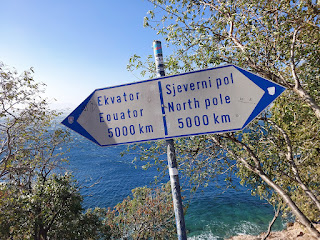 Ekvator
Equator
5000 km
Sjeverni pol
North pole
5000 km